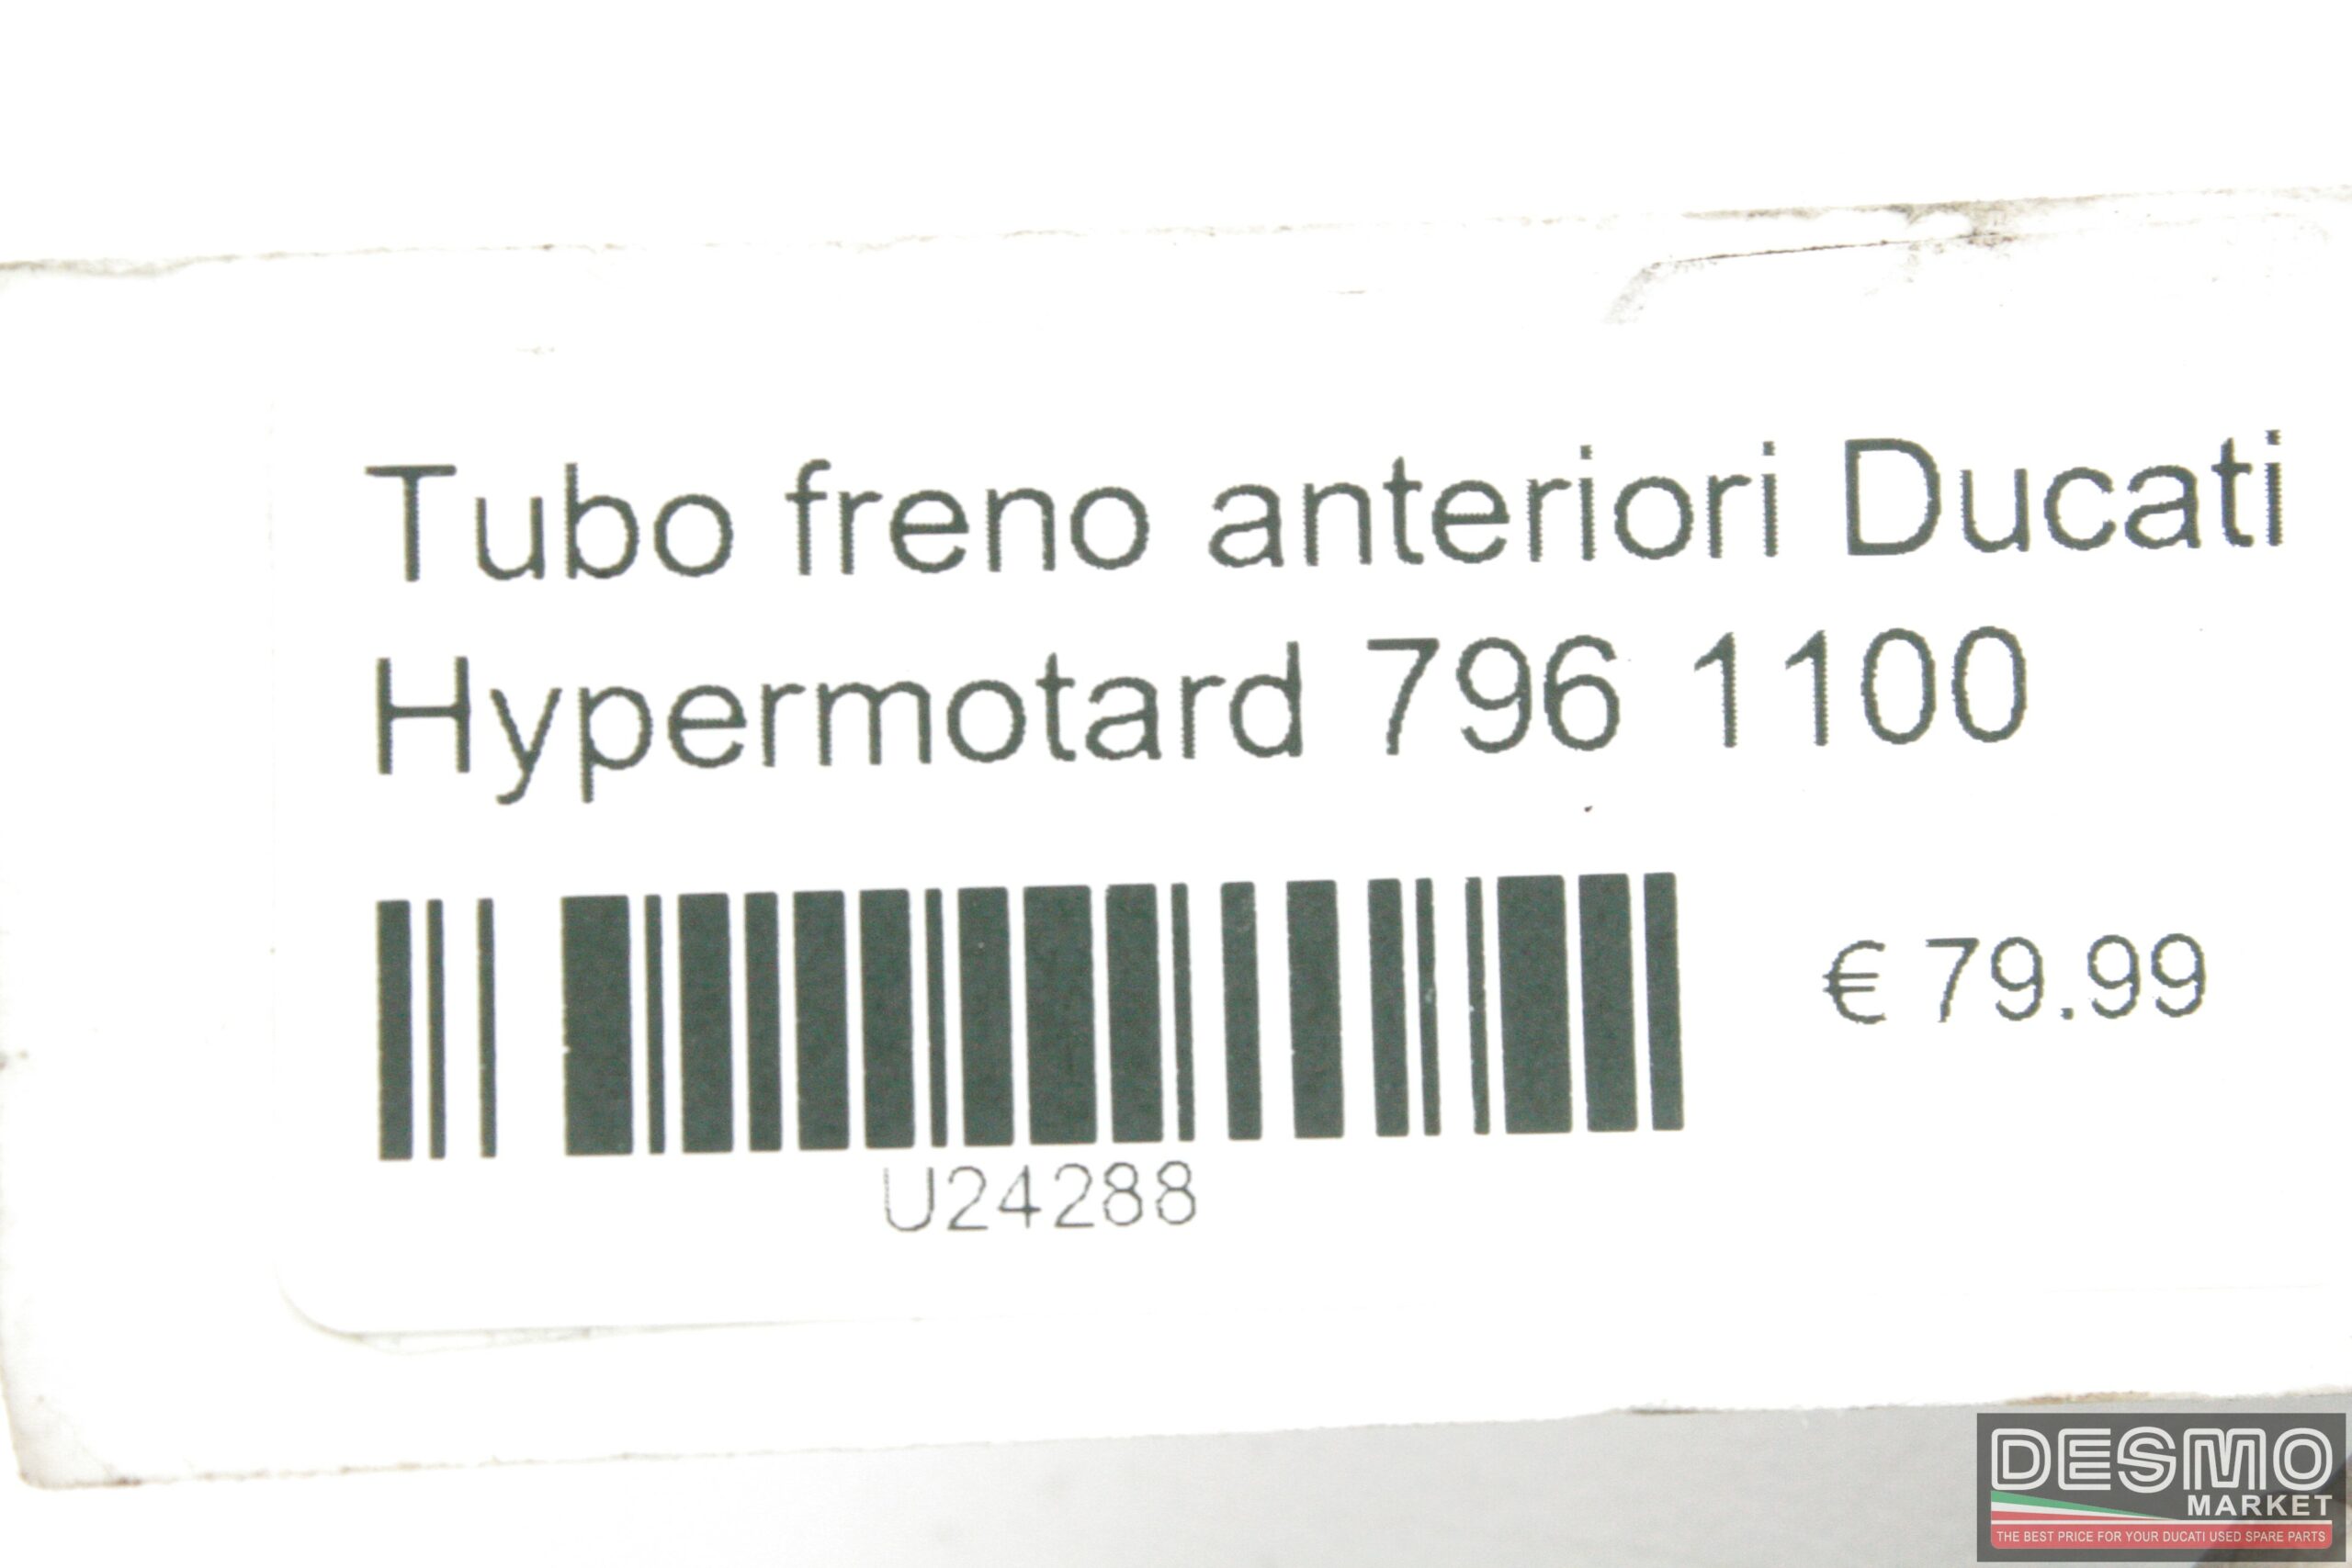 Tubo freno anteriori Ducati
Hypermotard 796 1100
€ 79.99
U24288
DESMO
MARKET
THE BEST PRICE FOR YOUR DUCATI USED SPARE PARTS